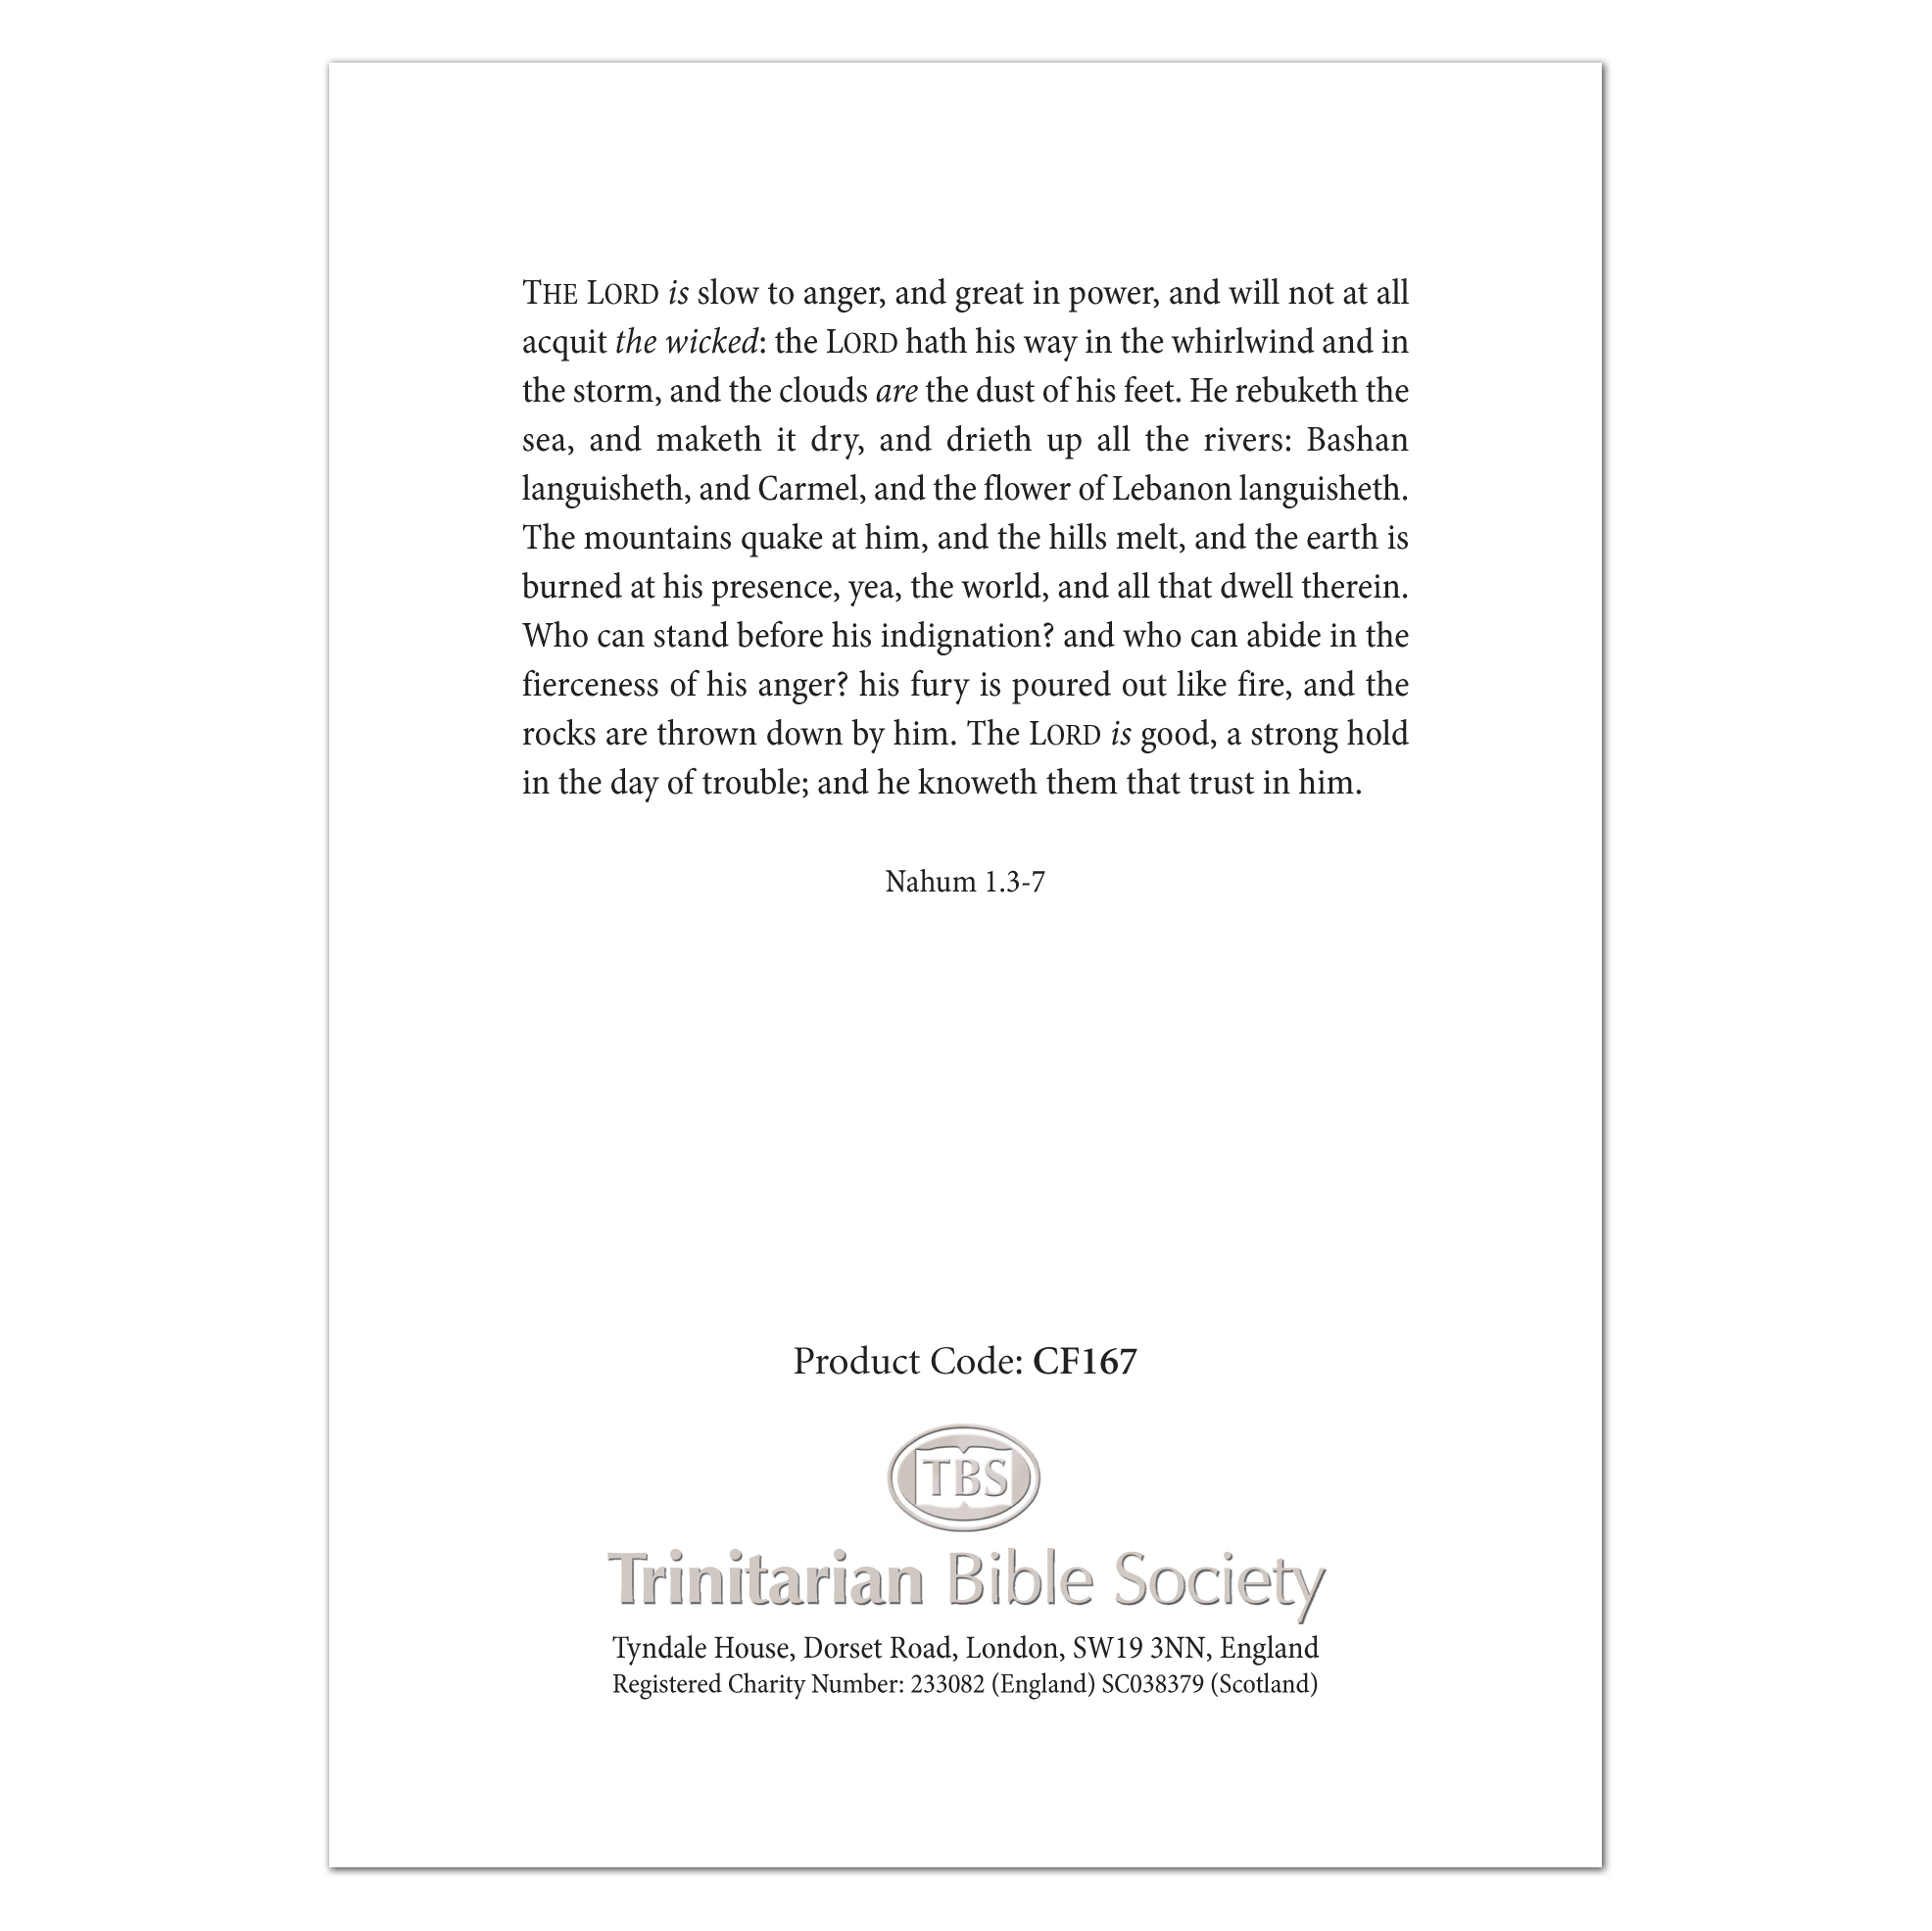 THE LORD is slow to anger, and great in power, and will not at all
acquit the wicked: the LORD hath his way in the whirlwind and in
the storm, and the clouds are the dust of his feet. He rebuketh the
sea, and maketh it dry, and drieth up all the rivers: Bashan
languisheth, and Carmel, and the flower of Lebanon languisheth.
The mountains quake at him, and the hills melt, and the earth is
burned at his presence, yea, the world, and all that dwell therein.
Who can stand before his indignation? and who can abide in the
fierceness of his anger? his fury is poured out like fire, and the
rocks are thrown down by him. The LORD is good, a strong hold
in the day of trouble; and he knoweth them that trust in him.
Nahum 1.3-7
Product Code: CF167
TBS
Trinitarian Bible Society
Tyndale House, Dorset Road, London, SW19 3NN, England
Registered Charity Number: 233082 (England) SC038379 (Scotland)